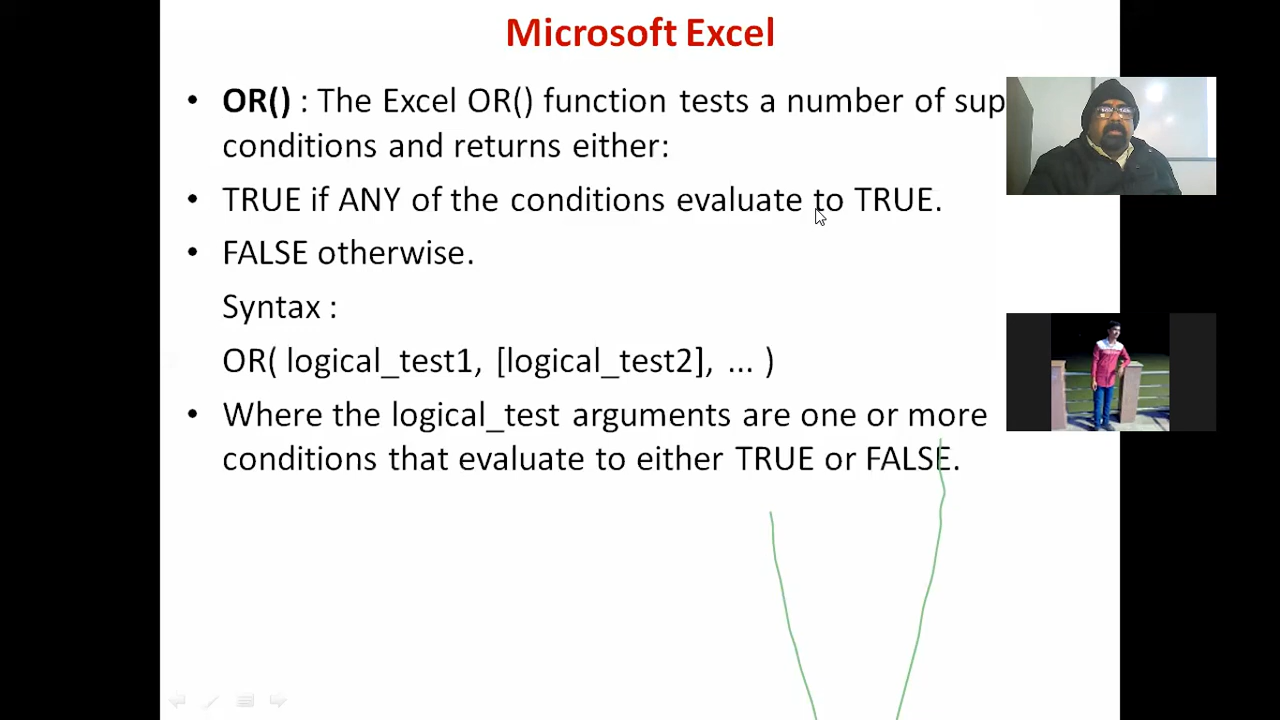 Microsoft Excel
• OR() : The Excel OR() function tests a number of
conditions and returns either:
• TRUE if ANY of the conditions evaluate to TRUE.
• FALSE otherwise.
Syntax :
OR( logical_test1, [logical_test2], ... )
• Where the logical_test arguments are one or more
conditions that evaluate to either TRUE or FALSE.